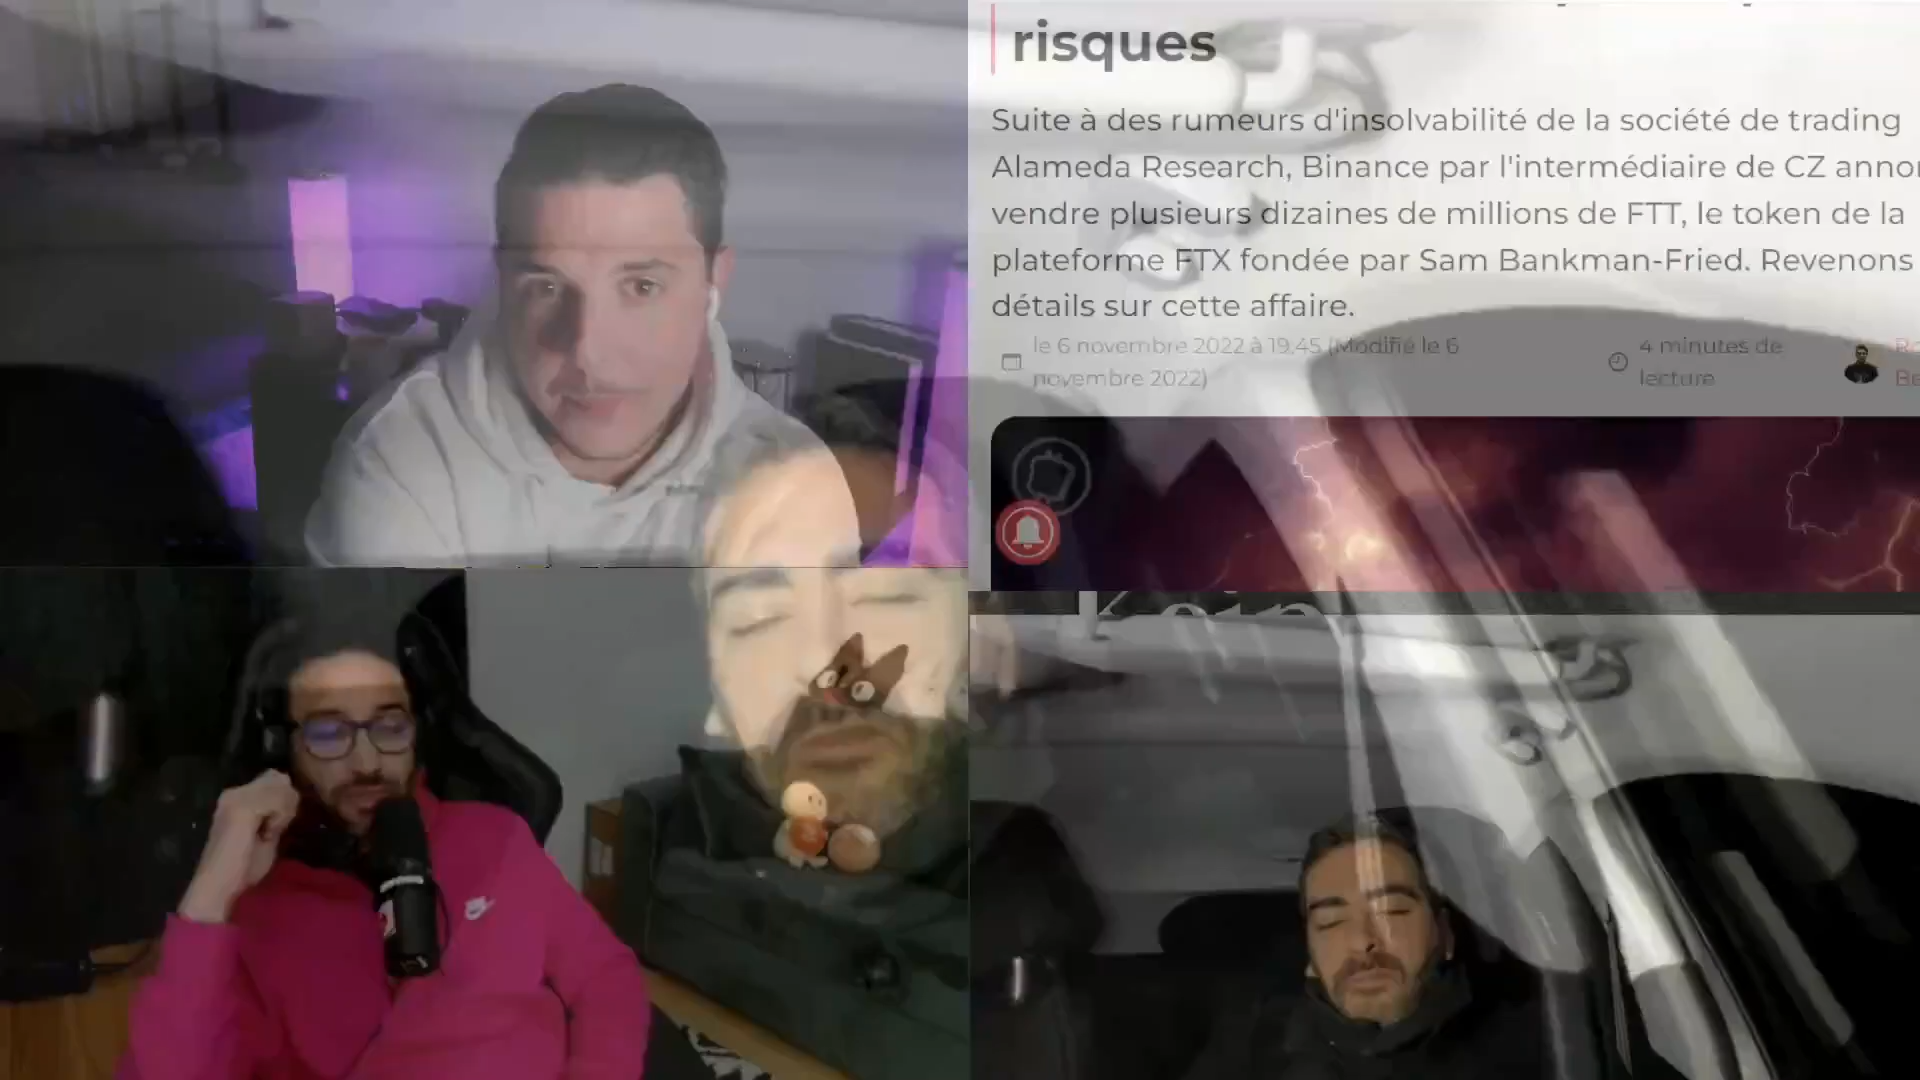 risques
Suite à des rumeurs d'insolvabilité de la société de trading
Alameda Research, Binance par l'intermédiaire de CZ
vendre plusieurs dizaines de millions de FTT, le token de la
plateforme FTX fondée par Sam Bankman-Fried. Revenons
détails sur cette affaire.
le 6 novembre 2022 à 19:45 (Modifié le 6
novembre 2022)
4 minutes de
lecture